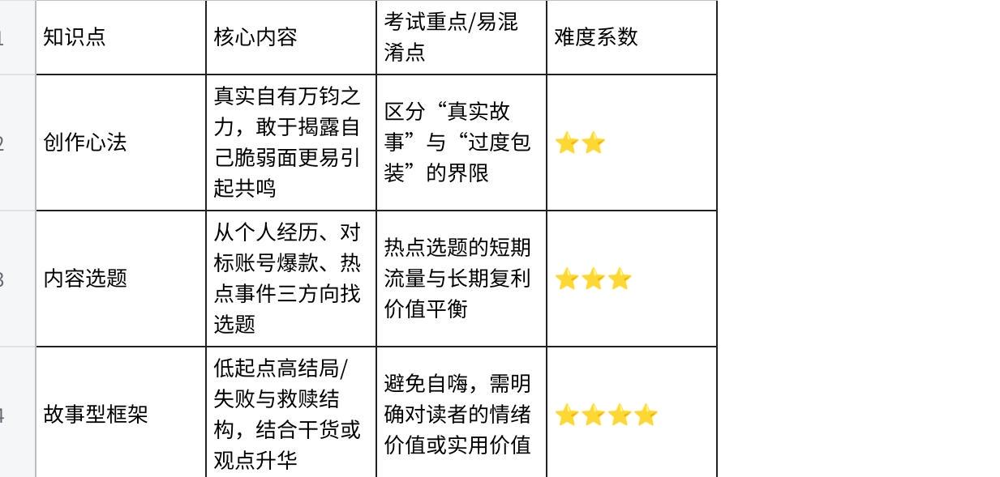 1
知识点
核心内容
考试重点/易混
淆点
难度系数
2
创作心法
真实自有万钧之
力，敢于揭露自
己脆弱面更易引
起共鸣
区分“真实故
事”与“过度包
装”的界限
⭐⭐
3
内容选题
从个人经历、对
标账号爆款、热
点事件三方向找
选题
热点选题的短期
流量与长期复利
价值平衡
⭐⭐⭐
4
故事型框架
低起点高结局/
失败与救赎结
构，结合干货或
观点升华
避免自嗨，需明
确对读者的情绪
价值或实用价值
⭐⭐⭐⭐